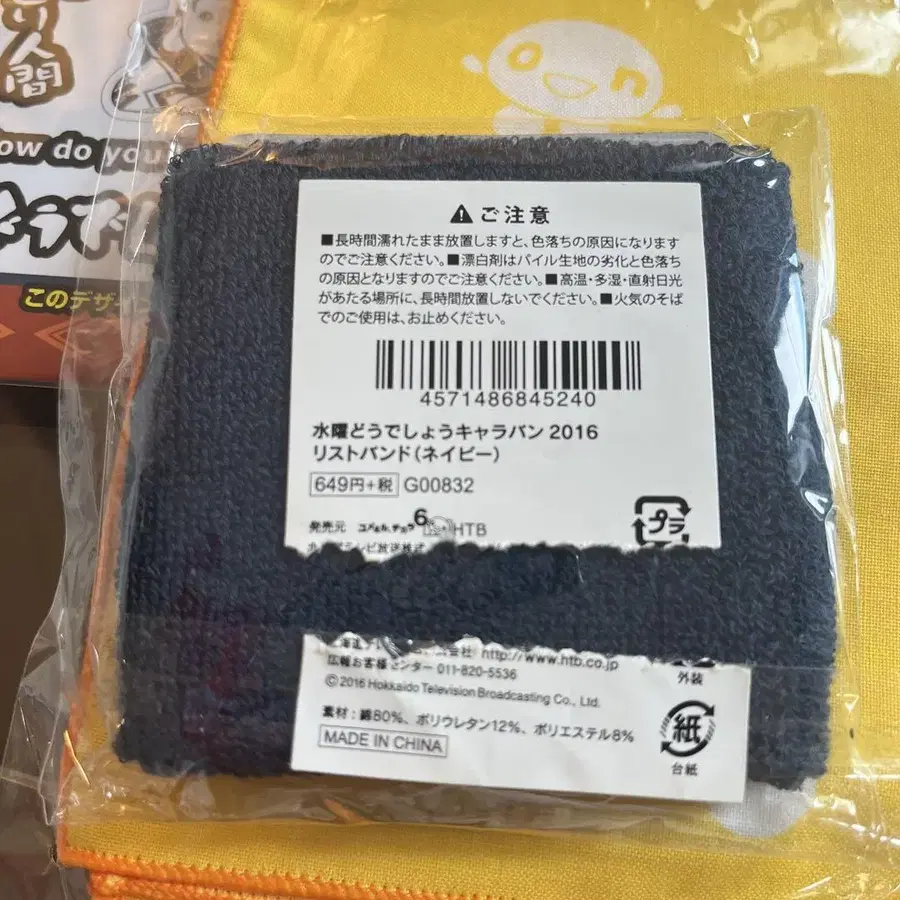 り人間
ow do you
このデザイ
on
⚠ご注意
■長時間濡れたまま放置しますと、色落ちの原因になります
のでご注意ください。■漂白剤はパイル生地の劣化と色落ち
の原因となりますのでご注意ください。■高温・多湿・直射日光
があたる場所に、長時間放置しないでください。■火気のそば
でのご使用は、お止めください。
4571486845240
水曜どうでしょうキャラバン 2016
リストバンド(ネイビー)
649円+税 G00832
プラ
発売元 HTB
http://www.htb.co.jp
外装
広報お客様センター 011-820-5536
©2016 Hokkaido Television Broadcasting Co., Ltd.
素材:綿80%、ポリウレタン12%、ポリエステル8%
MADE IN CHINA
紙
台紙